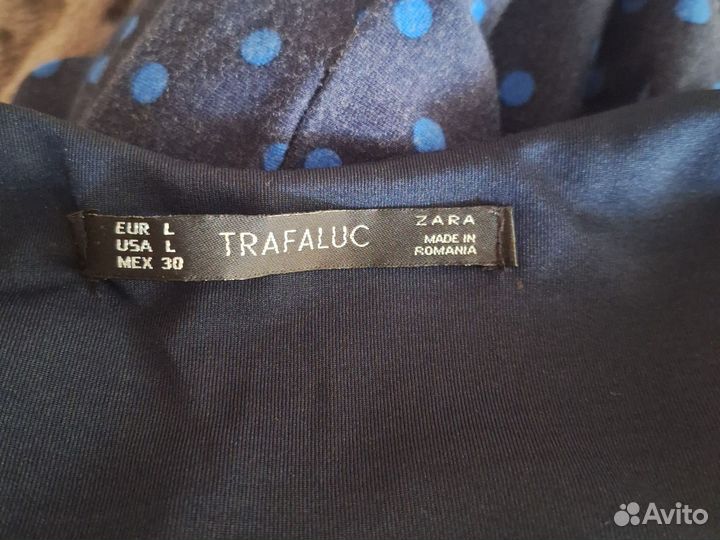 EUR L
USA L
MEX 30
TRAFALUC
ZARA
MADE IN
ROMANIA
Avito